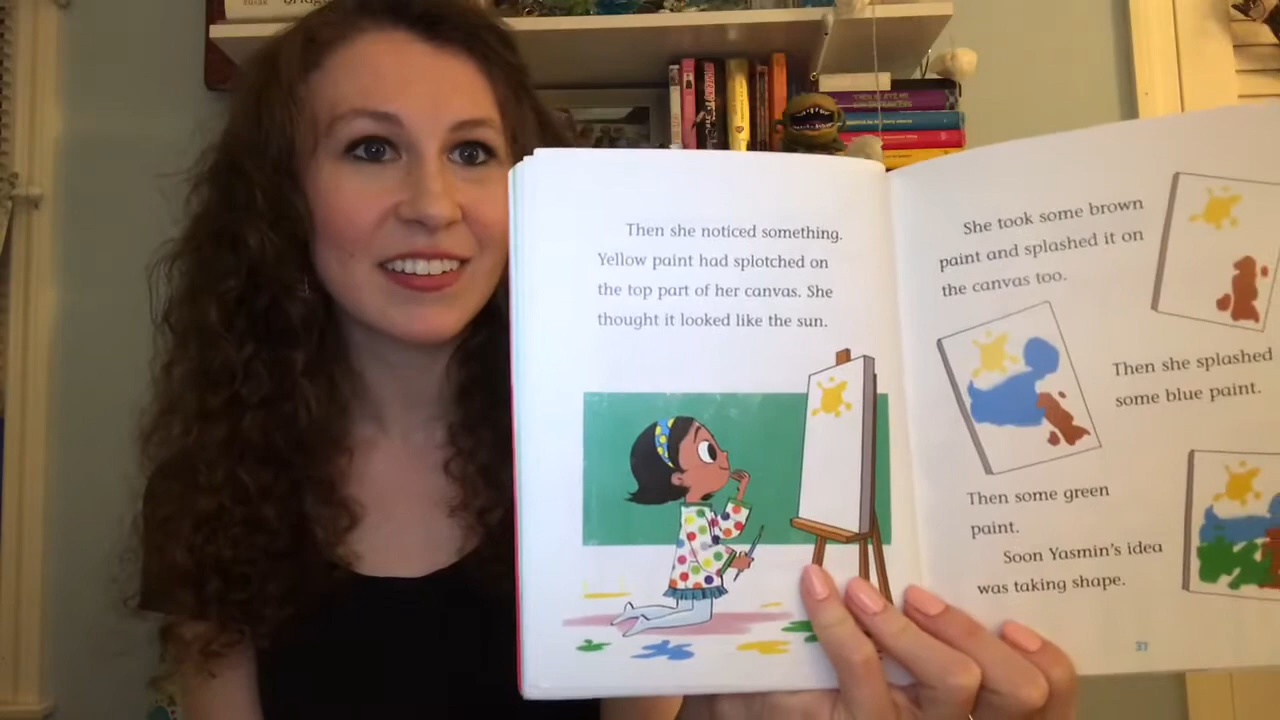 Then she noticed something.
Yellow paint had splotched on
the top part of her canvas. She
thought it looked like the sun.
She took some brown
paint and splashed it on
the canvas too.
Then she splashed
some blue paint.
Then some green
paint.
Soon Yasmin's idea
was taking shape.
37